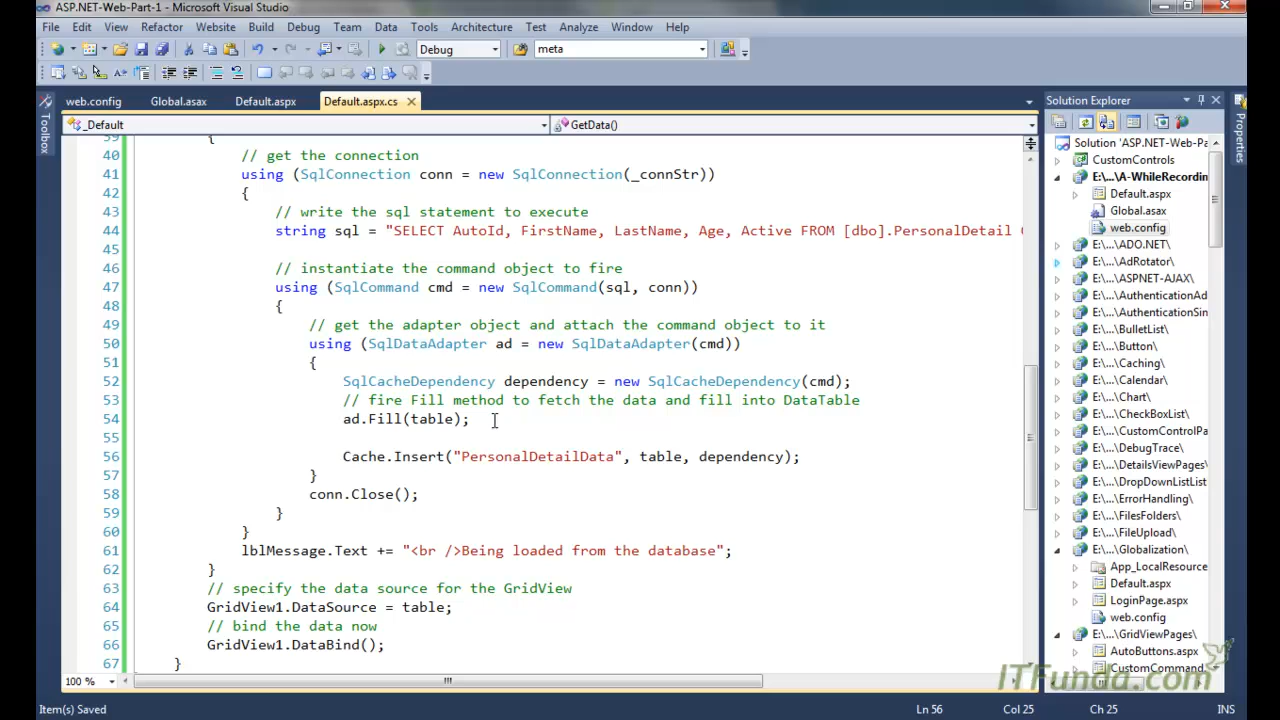 ASP.NET-Web-Part-1 - Microsoft Visual Studio
File Edit View Refactor Website Build Debug Team Data Tools Architecture Test Analyze Window Help
Debug meta
web.config Global.asax Default.aspx Default.aspx.cs
_Default GetData()
39 {
40 // get the connection
41 using (SqlConnection conn = new SqlConnection(_connStr))
42 {
43 // write the sql statement to execute
44 string sql = "SELECT AutoId, FirstName, LastName, Age, Active FROM [dbo].PersonalDetail
45
46 // instantiate the command object to fire
47 using (SqlCommand cmd = new SqlCommand(sql, conn))
48 {
49 // get the adapter object and attach the command object to it
50 using (SqlDataAdapter ad = new SqlDataAdapter(cmd))
51 {
52 SqlCacheDependency dependency = new SqlCacheDependency(cmd);
53 // fire Fill method to fetch the data and fill into DataTable
54 ad.Fill(table);
55
56 Cache.Insert("PersonalDetailData", table, dependency);
57 }
58 conn.Close();
59 }
60 }
61 lblMessage.Text += "<br />Being loaded from the database";
62 }
63 // specify the data source for the GridView
64 GridView1.DataSource = table;
65 // bind the data now
66 GridView1.DataBind();
67 }
100 %
Toolbox
Solution Explorer
Solution 'ASP.NET-Web-Pa
CustomControls
E:\...\A-WhileRecordin
Default.aspx
Global.asax
web.config
E:\...\ADO.NET\
E:\...\AdRotator\
E:\...\ASPNET-AJAX\
E:\...\AuthenticationAd
E:\...\AuthenticationSin
E:\...\BulletList\
E:\...\Button\
E:\...\Caching\
E:\...\Calendar\
E:\...\Chart\
E:\...\CheckBoxList\
E:\...\CustomControlPa
E:\...\DebugTrace\
E:\...\DetailsViewPages\
E:\...\DropDownListList
E:\...\ErrorHandling\
E:\...\FilesFolders\
E:\...\FileUpload\
E:\...\Globalization\
App_LocalResource
Default.aspx
LoginPage.aspx
web.config
E:\...\GridViewPages\
AutoButtons.aspx
CustomCommand
Properties
ITFunda.com
Item(s) Saved Ln 56 Col 25 Ch 25 INS